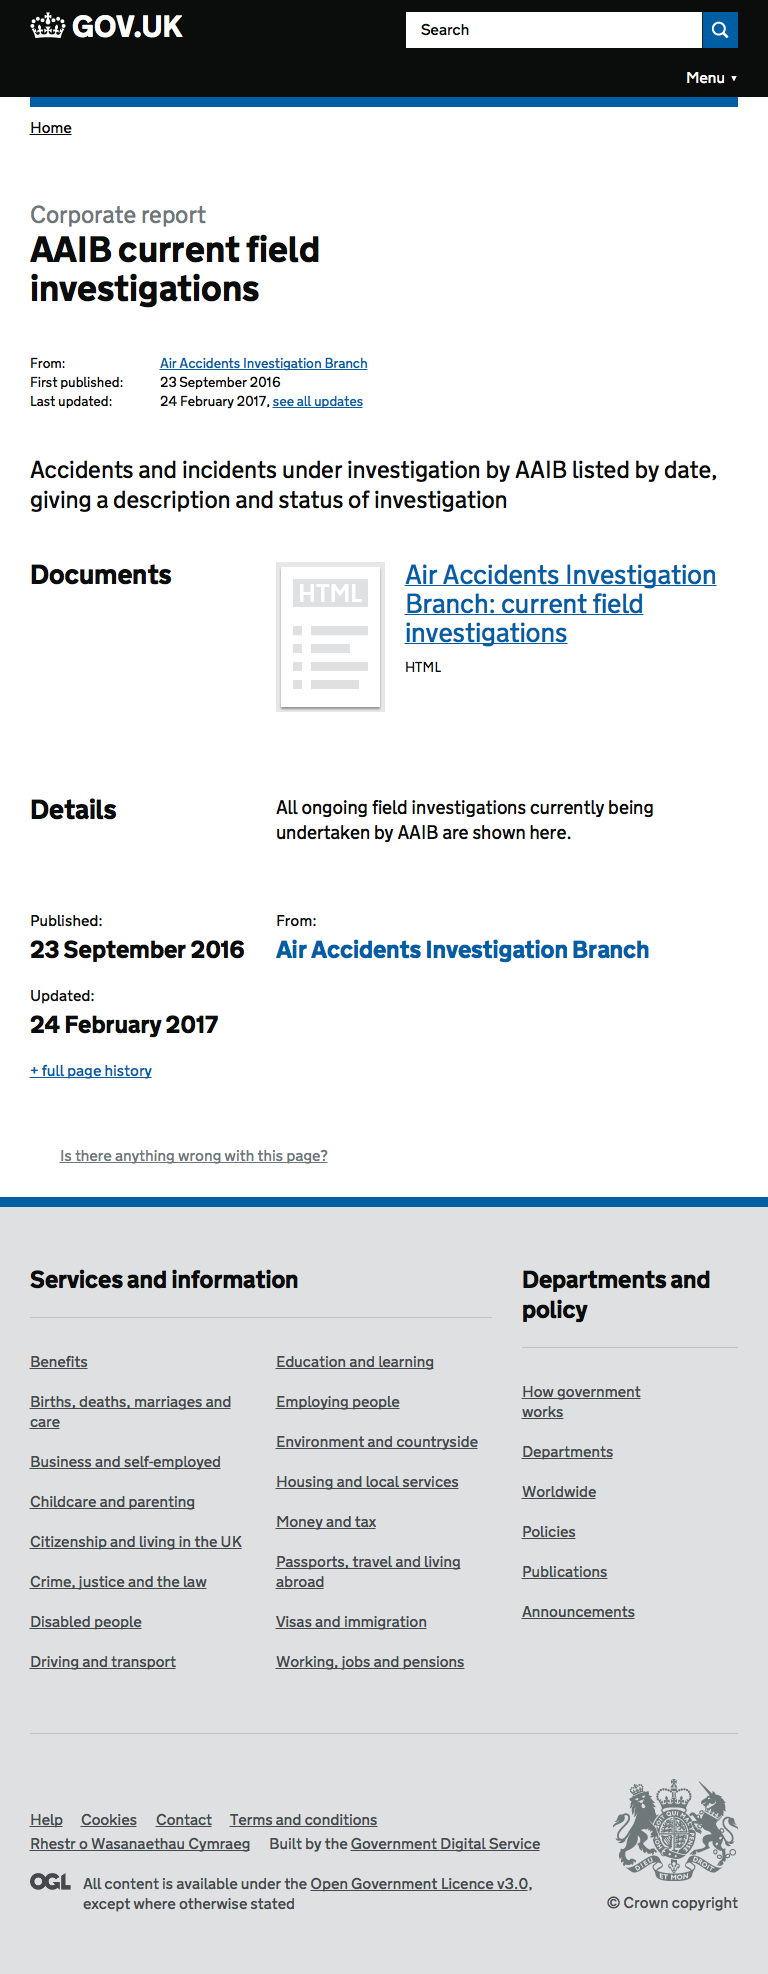 GOV.UK
Search
Menu ▼
Home
Corporate report
AAIB current field
investigations
From: Air Accidents Investigation Branch
First published: 23 September 2016
Last updated: 24 February 2017, see all updates
Accidents and incidents under investigation by AAIB listed by date,
giving a description and status of investigation
Documents
HTML
Air Accidents Investigation
Branch: current field
investigations
HTML
Details
All ongoing field investigations currently being
undertaken by AAIB are shown here.
Published:
23 September 2016
From:
Air Accidents Investigation Branch
Updated:
24 February 2017
+ full page history
Is there anything wrong with this page?
Services and information
Benefits
Births, deaths, marriages and
care
Business and self-employed
Childcare and parenting
Citizenship and living in the UK
Crime, justice and the law
Disabled people
Driving and transport
Education and learning
Employing people
Environment and countryside
Housing and local services
Money and tax
Passports, travel and living
abroad
Visas and immigration
Working, jobs and pensions
Departments and
policy
How government
works
Departments
Worldwide
Policies
Publications
Announcements
Help Cookies Contact Terms and conditions
Rhestr o Wasanaethau Cymraeg Built by the Government Digital Service
OGL All content is available under the Open Government Licence v3.0,
except where otherwise stated
DIEU ET MON DROIT
© Crown copyright